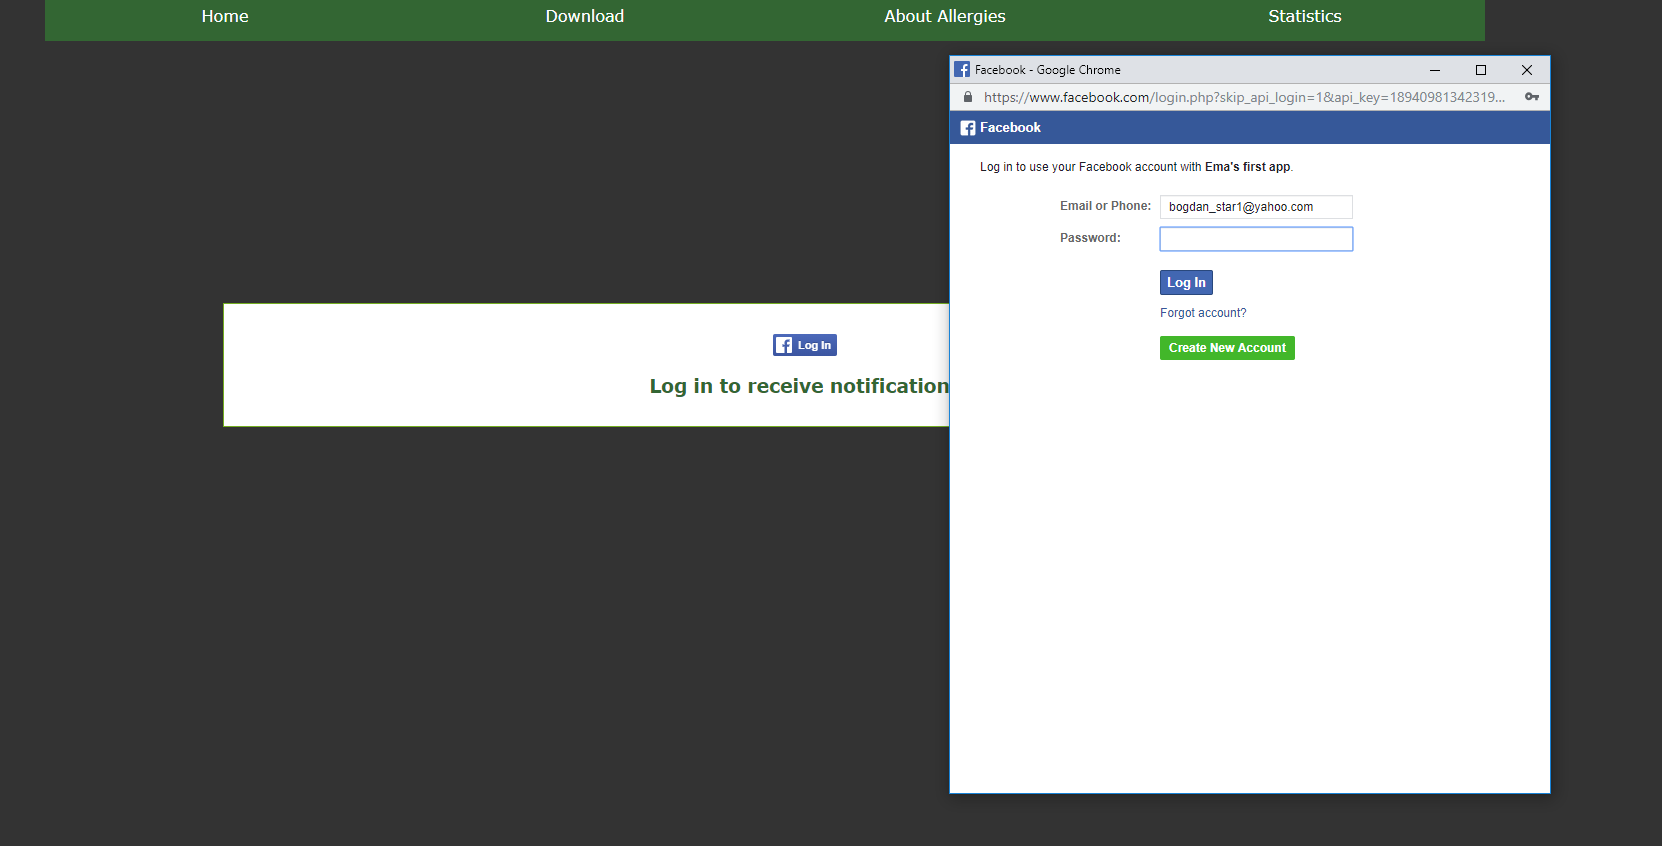 Home Download About Allergies Statistics
Facebook - Google Chrome
https://www.facebook.com/login.php?skip_api_login=1&api_key=18940981342319...
Facebook
Log in to use your Facebook account with Ema's first app.
Email or Phone: bogdan_star1@yahoo.com
Password:
Log In
Forgot account?
Create New Account
Log In
Log in to receive notification